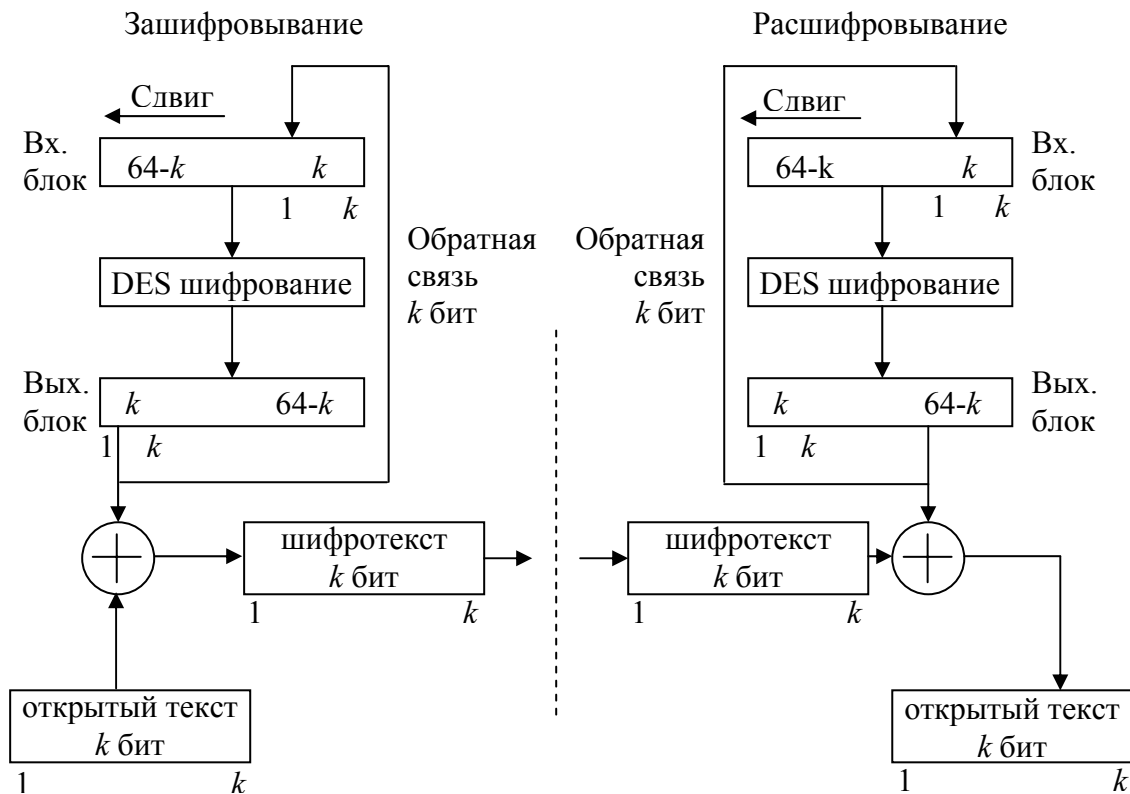 Зашифровывание
Сдвиг
Вх.
блок
64-k k
1 k
Обратная
связь
k бит
DES шифрование
Вых.
блок
k 64-k
1 k
шифротекст
k бит
1 k
открытый текст
k бит
1 k
Расшифровывание
Сдвиг
64-k k
Вх.
блок
1 k
Обратная
связь
k бит
DES шифрование
k 64-k
Вых.
блок
1 k
шифротекст
k бит
1 k
открытый текст
k бит
1 k